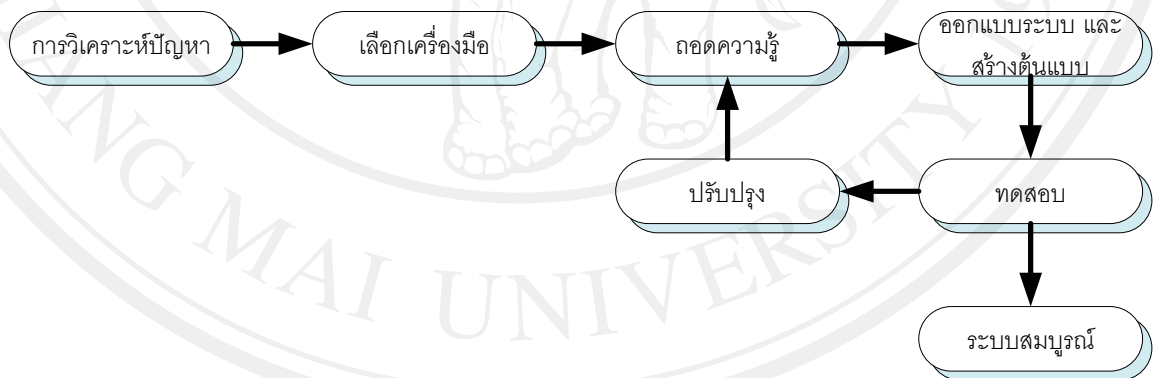 การวิเคราะห์ปัญหา
เลือกเครื่องมือ
ถอดความรู้
ออกแบบระบบ และ
สร้างต้นแบบ
ปรับปรุง
ทดสอบ
ระบบสมบูรณ์
ANG MAI UNIVERSITY